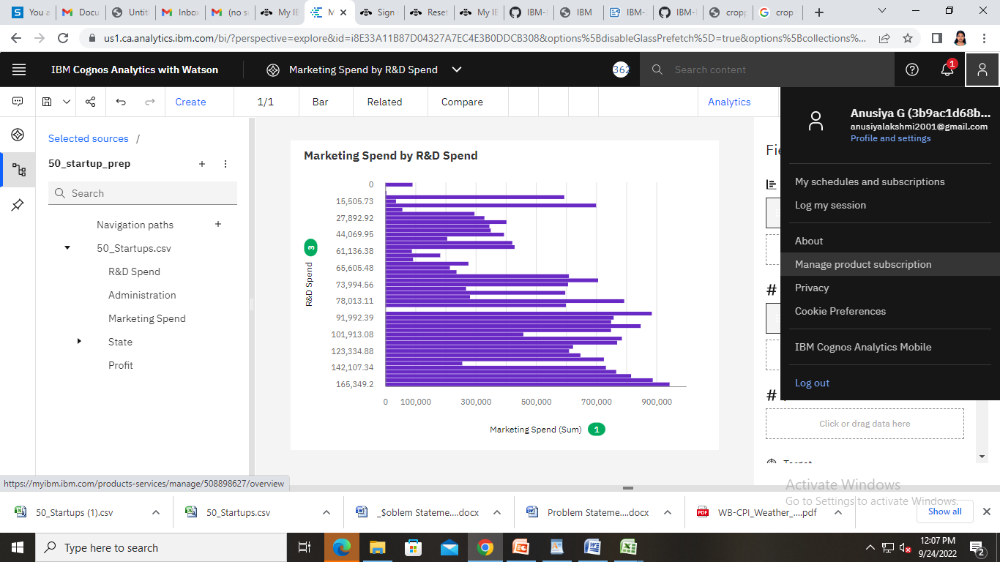 You a
Docu
Untitl
Inbox
(no s
My IB
M
Sign
Reset
My IB
IBM-
IBM
IBM-
IBM-
cropp
crop
us1.ca.analytics.ibm.com/bi/?perspective=explore&id=i8E33A11B87D04327A7EC4E3B0DDCB308&options%5BdisableGlassPrefetch%5D=true&options%5Bcollections%...
IBM Cognos Analytics with Watson
Marketing Spend by R&D Spend
362
Search content
1
Create
1/1
Bar
Related
Compare
Analytics
Fie
Anusiya G (3b9ac1d68b...
anusiyalakshmi2001@gmail.com
Profile and settings
My schedules and subscriptions
Log my session
About
Manage product subscription
Privacy
Cookie Preferences
IBM Cognos Analytics Mobile
Log out
Selected sources /
50_startup_prep
Search
Navigation paths
50_Startups.csv
R&D Spend
Administration
Marketing Spend
State
Profit
Marketing Spend by R&D Spend
0
15,505.73
27,892.92
44,069.95
61,136.38
65,605.48
73,994.56
78,013.11
91,992.39
101,913.08
123,334.88
142,107.34
165,349.2
R&D Spend
3
0 100,000 300,000 500,000 700,000 900,000
Marketing Spend (Sum) 1
#
#
#
Click or drag data here
Target
https://myibm.ibm.com/products-services/manage/508898627/overview
Activate Windows
Go to Settings to activate Windows.
50_Startups (1).csv
50_Startups.csv
_$oblem Stateme....docx
Problem Stateme....docx
PDF
WB-CPI_Weather_....pdf
Show all
Type here to search
12:07 PM
9/24/2022
2